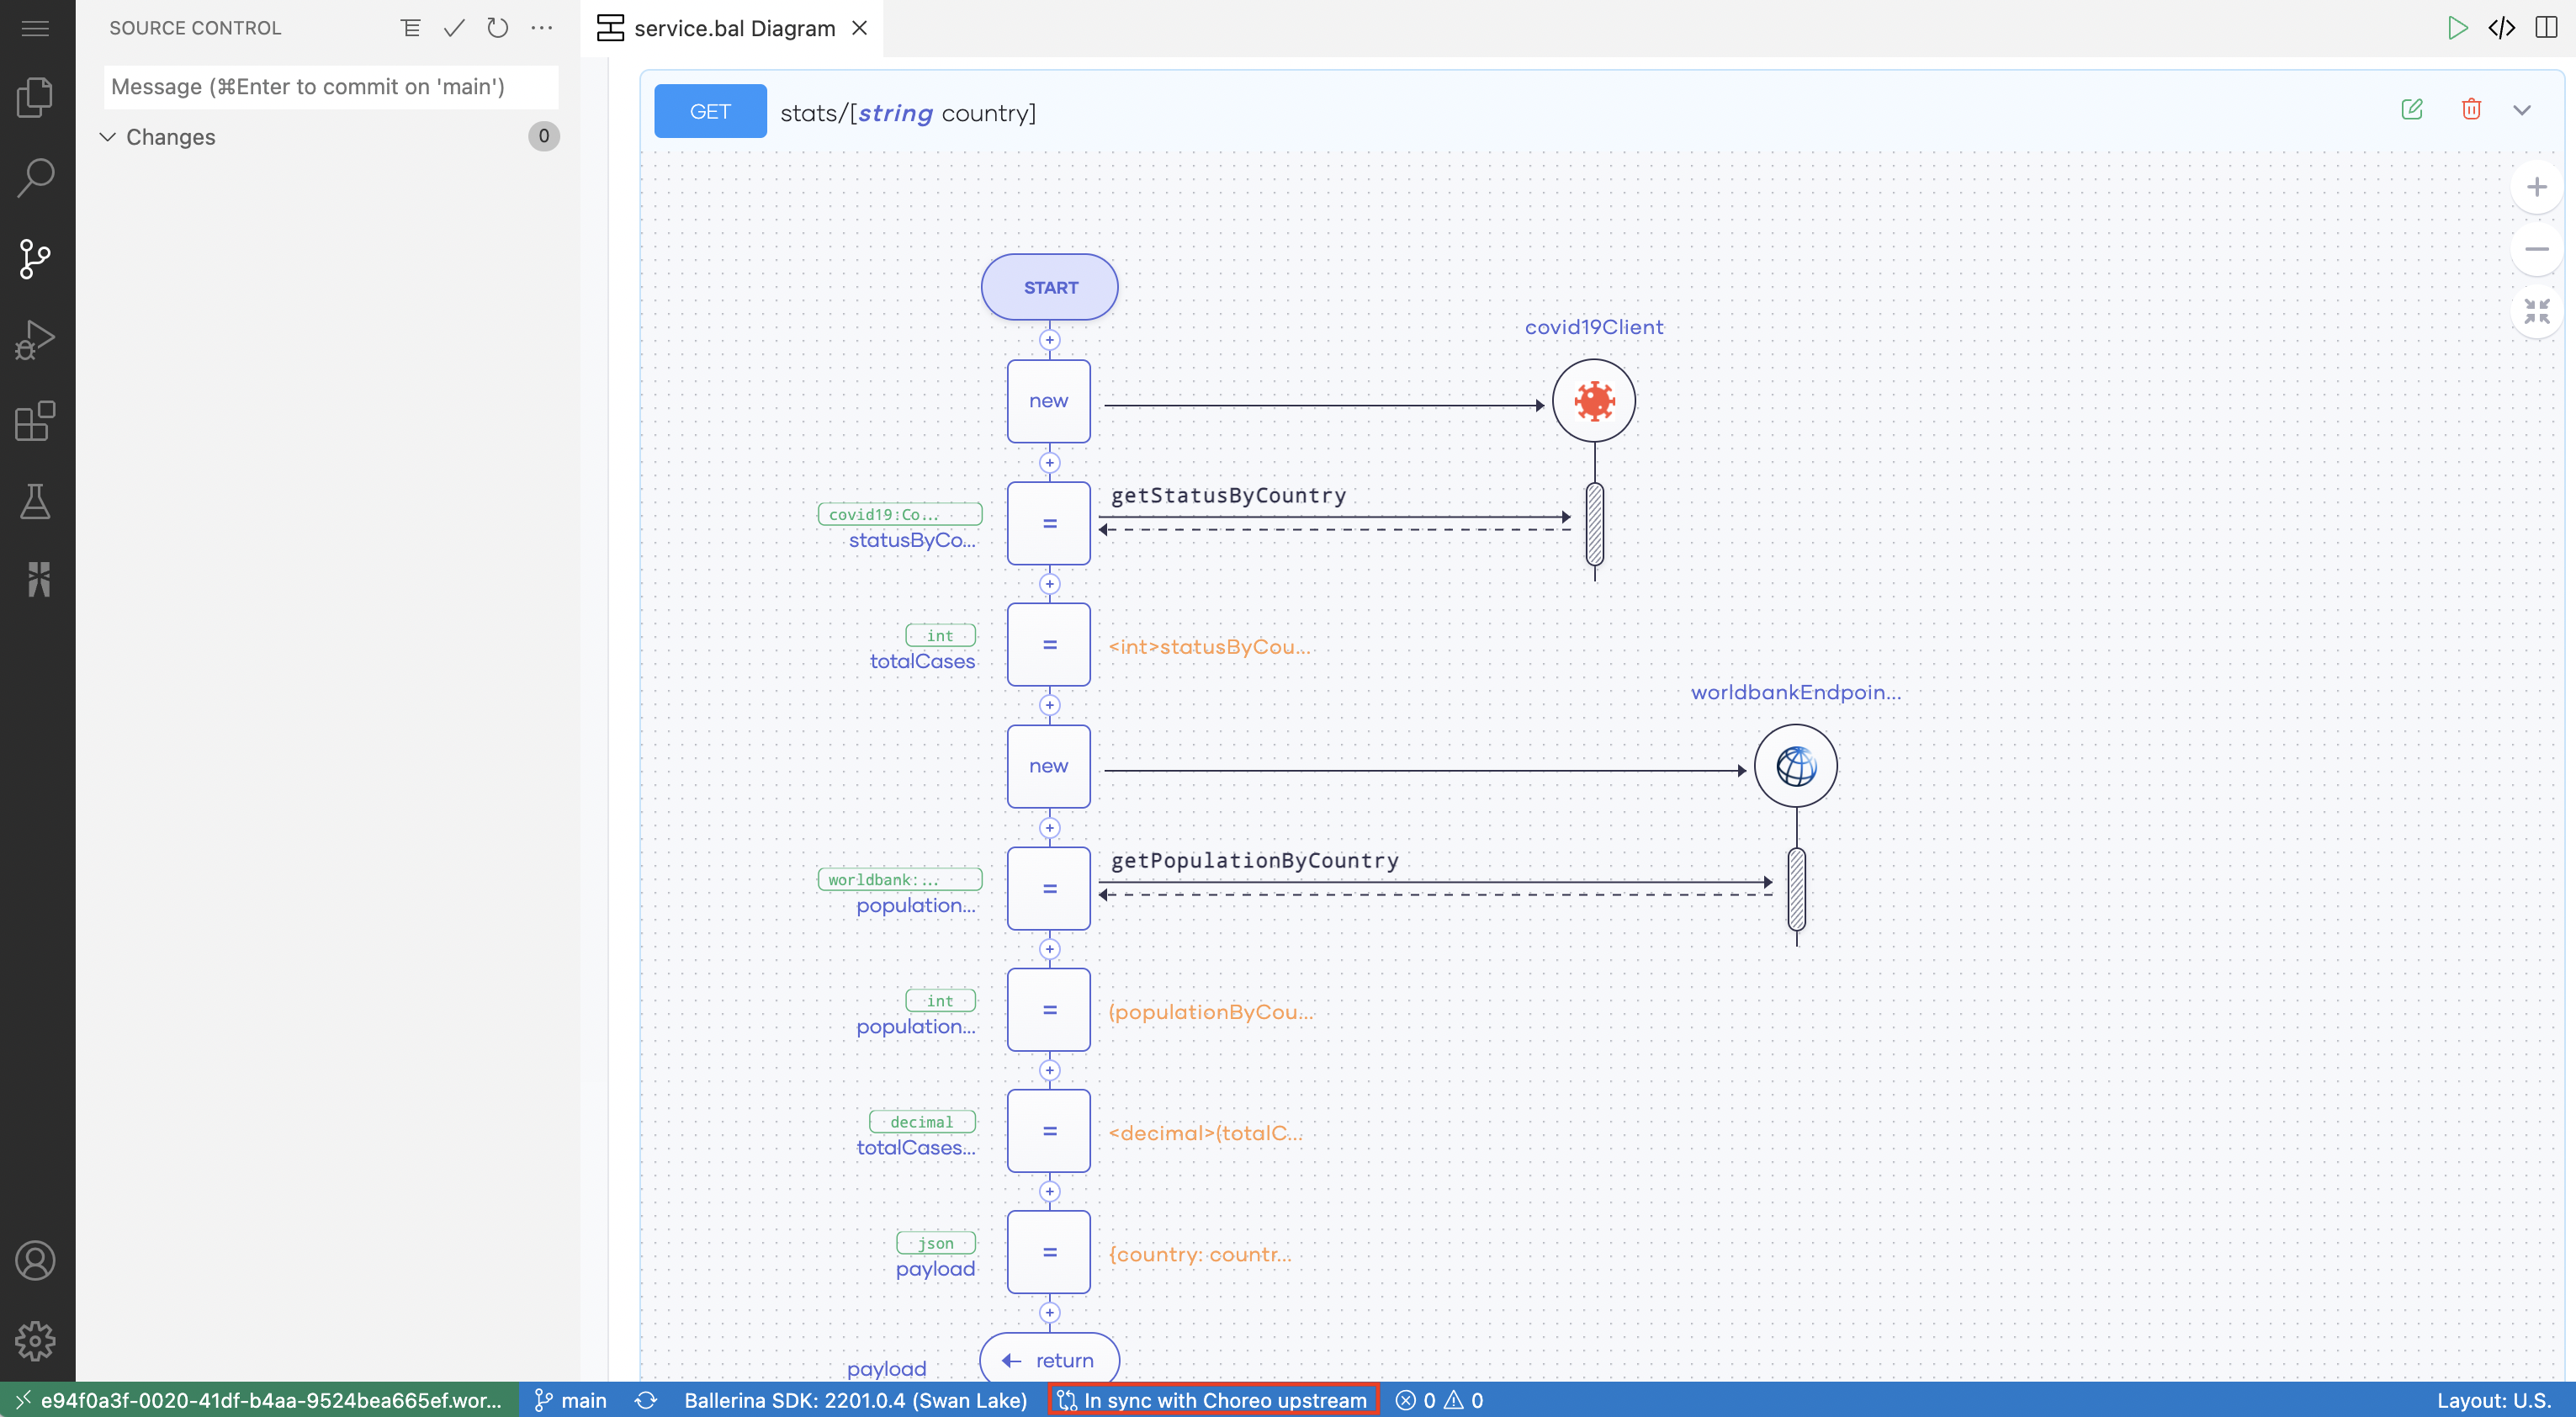 SOURCE CONTROL
Message (⌘Enter to commit on 'main')
Changes
0
service.bal Diagram
GET stats/[string country]
START
covid19Client
new
getStatusByCountry
covid19:Co...
statusByCo...
=
int
totalCases
=
<int>statusByCou...
worldbankEndpoin...
new
getPopulationByCountry
worldbank:...
population...
=
int
population...
=
(populationByCou...
decimal
totalCases...
=
<decimal>(totalC...
json
payload
=
{country: countr...
payload
return
e94f0a3f-0020-41df-b4aa-9524bea665ef.wor... main Ballerina SDK: 2201.0.4 (Swan Lake) In sync with Choreo upstream 0 0 Layout: U.S.